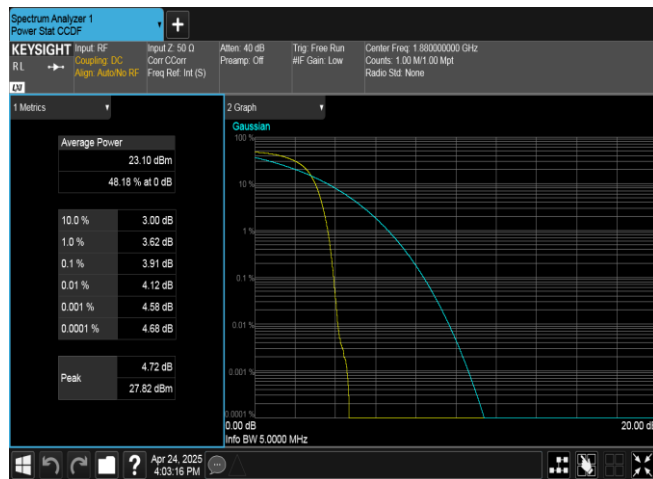 Spectrum Analyzer 1
Power Stat CCDF
KEYSIGHT
RL
LXI
Input: RF
Coupling: DC
Align: Auto/No RF
Input Z: 50 Ω
Corr CCorr
Freq Ref: Int (S)
Atten: 40 dB
Preamp: Off
Trig: Free Run
#IF Gain: Low
Center Freq: 1.880000000 GHz
Counts: 1.00 M/1.00 Mpt
Radio Std: None
1 Metrics
Average Power
23.10 dBm
48.18 % at 0 dB
10.0 % 3.00 dB
1.0 % 3.62 dB
0.1 % 3.91 dB
0.01 % 4.12 dB
0.001 % 4.58 dB
0.0001 % 4.68 dB
Peak
4.72 dB
27.82 dBm
2 Graph
Gaussian
100 %
10 %
1 %
0.1 %
0.01 %
0.001 %
0.0001 %
0.00 dB 20.00 d
Info BW 5.0000 MHz
?
Apr 24, 2025
4:03:16 PM